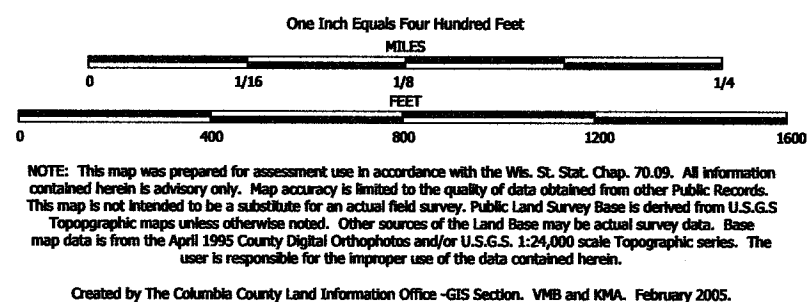 One Inch Equals Four Hundred Feet
MILES
0 1/16 1/8 1/4
FEET
0 400 800 1200 1600
NOTE: This map was prepared for assessment use in accordance with the Wis. St. Stat. Chap. 70.09. All information
contained herein is advisory only. Map accuracy is limited to the quality of data obtained from other Public Records.
This map is not intended to be a substitute for an actual field survey. Public Land Survey Base is derived from U.S.G.S
Topopgraphic maps unless otherwise noted. Other sources of the Land Base may be actual survey data. Base
map data is from the April 1995 County Digital Orthophotos and/or U.S.G.S. 1:24,000 scale Topographic series. The
user is responsible for the improper use of the data contained herein.
Created by The Columbia County Land Information Office -GIS Section. VMB and KMA. February 2005.